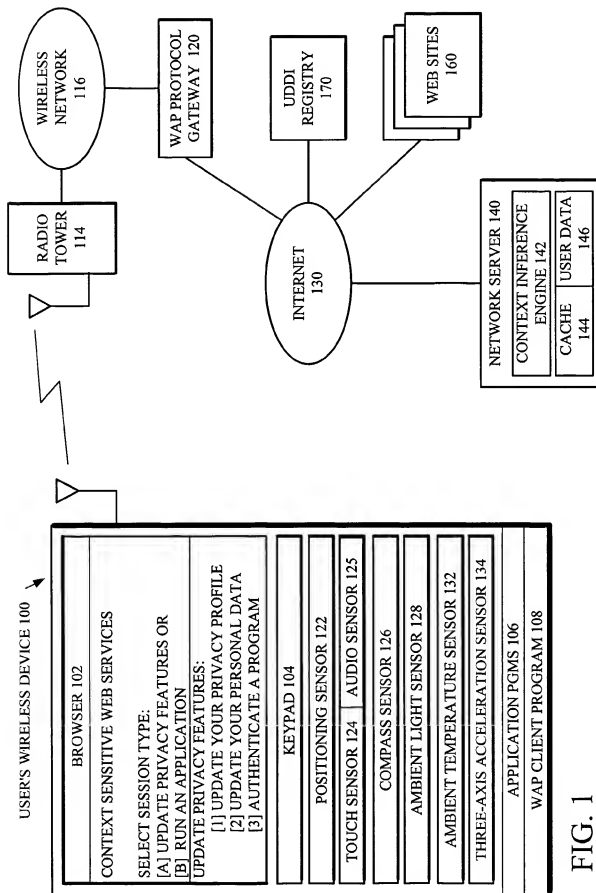 USER'S WIRELESS DEVICE 100
BROWSER 102
CONTEXT SENSITIVE WEB SERVICES
SELECT SESSION TYPE:
[A] UPDATE PRIVACY FEATURES OR
[B] RUN AN APPLICATION
UPDATE PRIVACY FEATURES:
[1] UPDATE YOUR PRIVACY PROFILE
[2] UPDATE YOUR PERSONAL DATA
[3] AUTHENTICATE A PROGRAM
KEYPAD 104
POSITIONING SENSOR 122
TOUCH SENSOR 124
AUDIO SENSOR 125
COMPASS SENSOR 126
AMBIENT LIGHT SENSOR 128
AMBIENT TEMPERATURE SENSOR 132
THREE-AXIS ACCELERATION SENSOR 134
APPLICATION PGMS 106
WAP CLIENT PROGRAM 108
RADIO
TOWER
114
WIRELESS
NETWORK
116
WAP PROTOCOL
GATEWAY 120
INTERNET
130
UDDI
REGISTRY
170
WEB SITES
160
NETWORK SERVER 140
CONTEXT INFERENCE
ENGINE 142
CACHE
144
USER DATA
146
FIG. 1